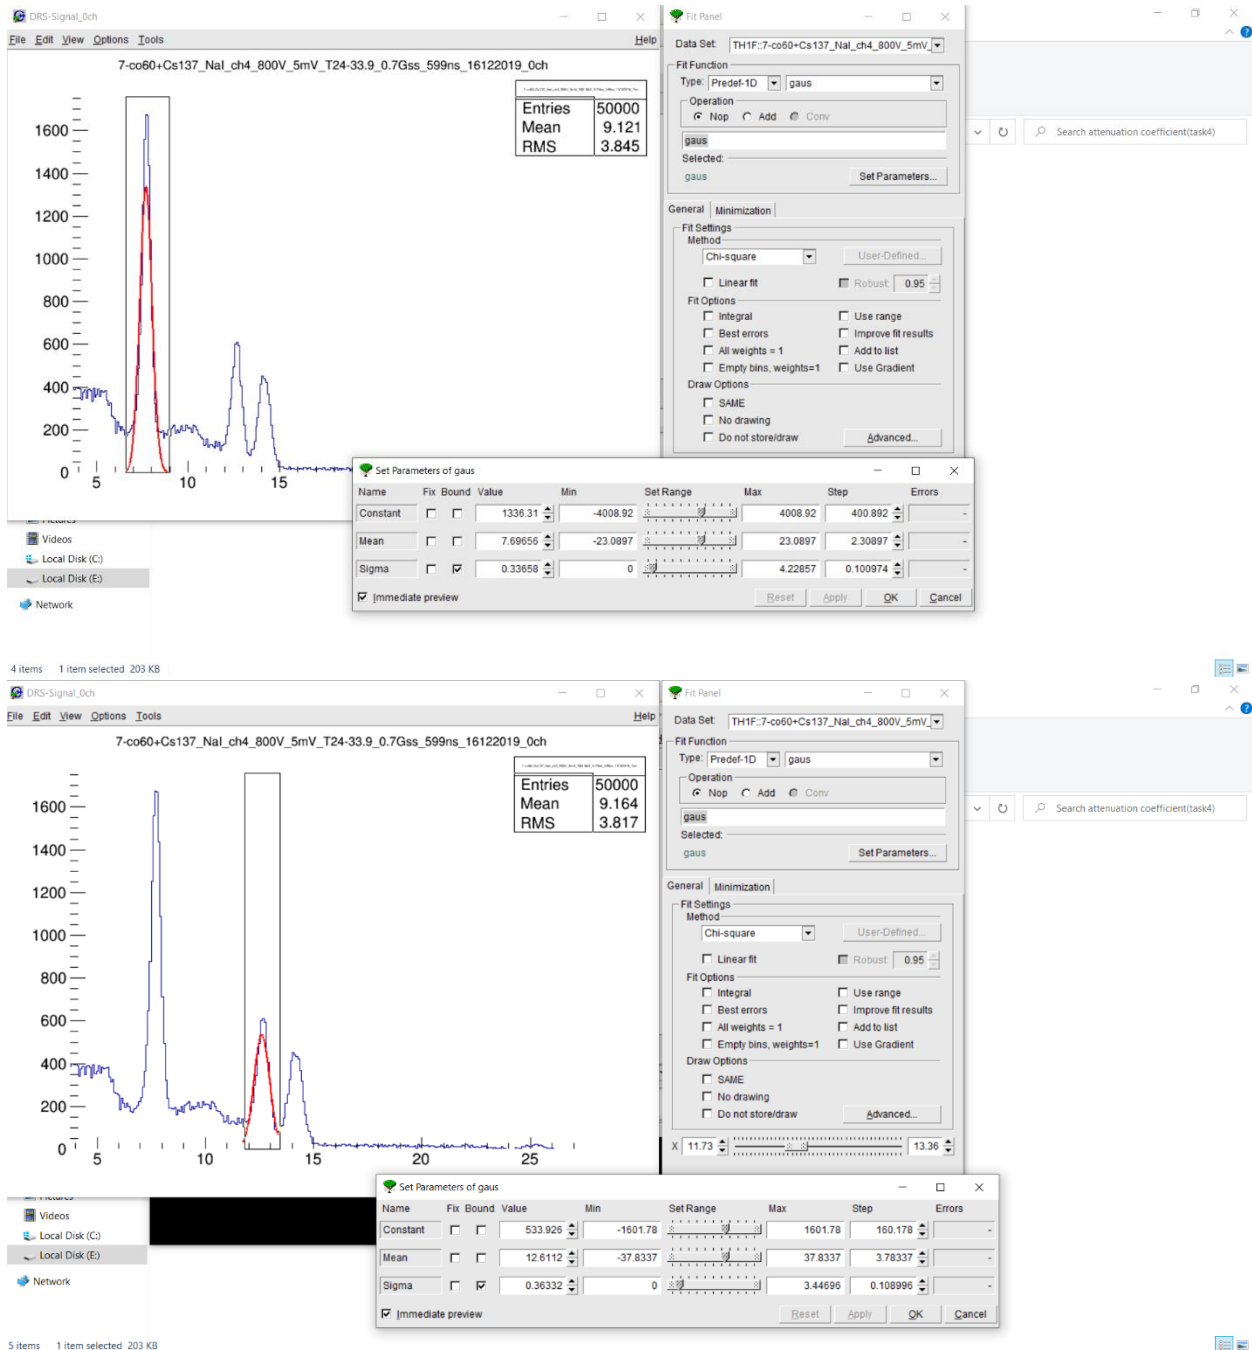 DRS-Signal_0ch
File Edit View Options Tools Help
7-co60+Cs137_NaI_ch4_800V_5mV_T24-33.9_0.7Gss_599ns_16122019_0ch
Entries 50000
Mean 9.121
RMS 3.845
1600
1400
1200
1000
800
600
400
200
0
5 10 15
Fit Panel
Data Set: TH1F::7-co60+Cs137_NaI_ch4_800V_5mV_
Fit Function
Type: Predef-1D gaus
Operation
Nop Add Conv
gaus
Selected:
gaus Set Parameters...
General Minimization
Fit Settings
Method
Chi-square User-Defined...
Linear fit Robust: 0.95
Fit Options
Integral Use range
Best errors Improve fit results
All weights = 1 Add to list
Empty bins, weights=1 Use Gradient
Draw Options
SAME
No drawing
Do not store/draw Advanced...
Search attenuation coefficient(task4)
Set Parameters of gaus
Name Fix Bound Value Min Set Range Max Step Errors
Constant 1336.31 -4008.92 4008.92 400.892 -
Mean 7.69656 -23.0897 23.0897 2.30897 -
Sigma 0.33658 0 4.22857 0.100974 -
Immediate preview Reset Apply OK Cancel
Pictures
Videos
Local Disk (C:)
Local Disk (E:)
Network
4 items 1 item selected 203 KB
DRS-Signal_0ch
File Edit View Options Tools Help
7-co60+Cs137_NaI_ch4_800V_5mV_T24-33.9_0.7Gss_599ns_16122019_0ch
Entries 50000
Mean 9.164
RMS 3.817
1600
1400
1200
1000
800
600
400
200
0
5 10 15 20 25
Fit Panel
Data Set: TH1F::7-co60+Cs137_NaI_ch4_800V_5mV_
Fit Function
Type: Predef-1D gaus
Operation
Nop Add Conv
gaus
Selected:
gaus Set Parameters...
General Minimization
Fit Settings
Method
Chi-square User-Defined...
Linear fit Robust: 0.95
Fit Options
Integral Use range
Best errors Improve fit results
All weights = 1 Add to list
Empty bins, weights=1 Use Gradient
Draw Options
SAME
No drawing
Do not store/draw Advanced...
X 11.73 13.36
Search attenuation coefficient(task4)
Set Parameters of gaus
Name Fix Bound Value Min Set Range Max Step Errors
Constant 533.926 -1601.78 1601.78 160.178 -
Mean 12.6112 -37.8337 37.8337 3.78337 -
Sigma 0.36332 0 3.44696 0.108996 -
Immediate preview Reset Apply OK Cancel
Pictures
Videos
Local Disk (C:)
Local Disk (E:)
Network
5 items 1 item selected 203 KB